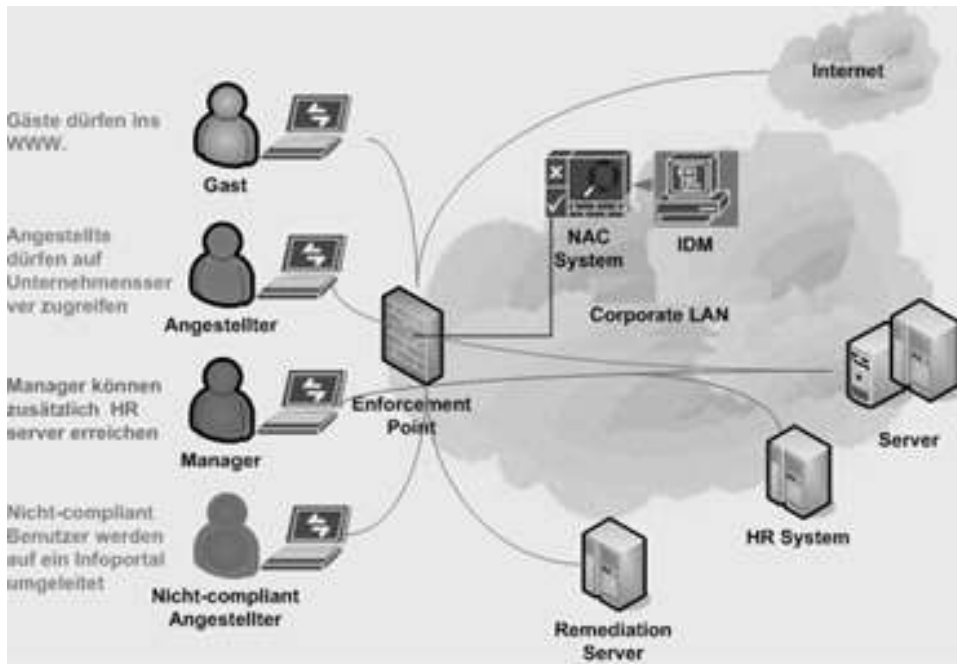 Internet
Gäste dürfen ins
WWW.
Gast
NAC
System
IDM
Angestellte
dürfen auf
Unternehmensser
ver zugreifen
Angestellter
Corporate LAN
Manager können
zusätzlich HR
server erreichen
Enforcement
Point
Manager
Server
Nicht-compliant
Benutzer werden
auf ein Infoportal
umgeleitet
HR System
Nicht-compliant
Angestellter
Remediation
Server